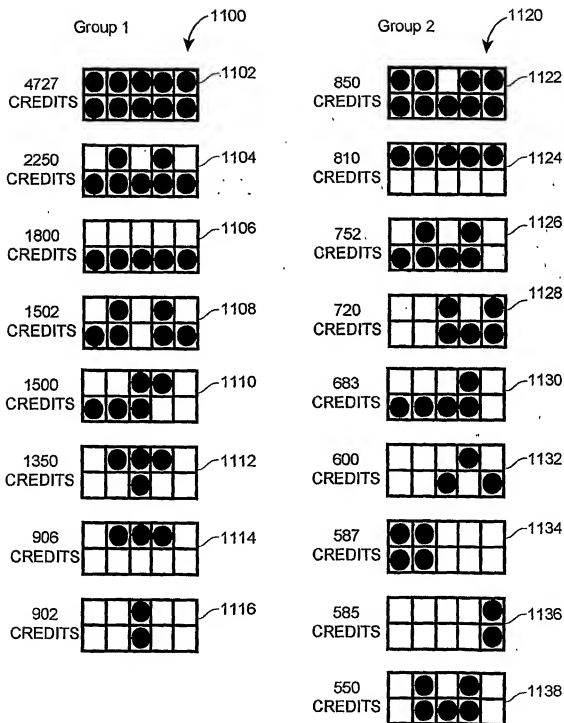 Group 1
1100
4727
CREDITS
1102
2250
CREDITS
1104
1800
CREDITS
1106
1502
CREDITS
1108
1500
CREDITS
1110
1350
CREDITS
1112
906
CREDITS
1114
902
CREDITS
1116
Group 2
1120
850
CREDITS
1122
810
CREDITS
1124
752
CREDITS
1126
720
CREDITS
1128
683
CREDITS
1130
600
CREDITS
1132
587
CREDITS
1134
585
CREDITS
1136
550
CREDITS
1138